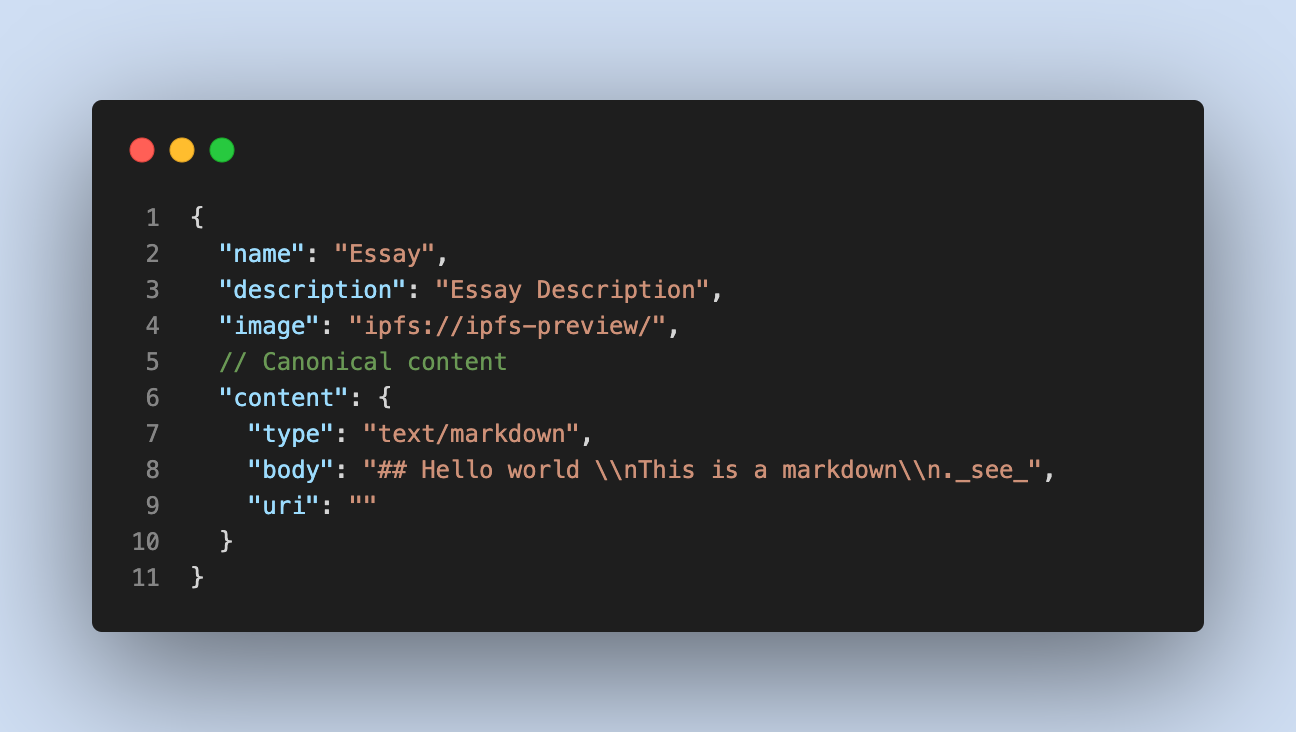 1 {
2   "name": "Essay",
3   "description": "Essay Description",
4   "image": "ipfs://ipfs-preview/",
5   // Canonical content
6   "content": {
7     "type": "text/markdown",
8     "body": "## Hello world \\nThis is a markdown\\n._see_",
9     "uri": ""
10   }
11 }